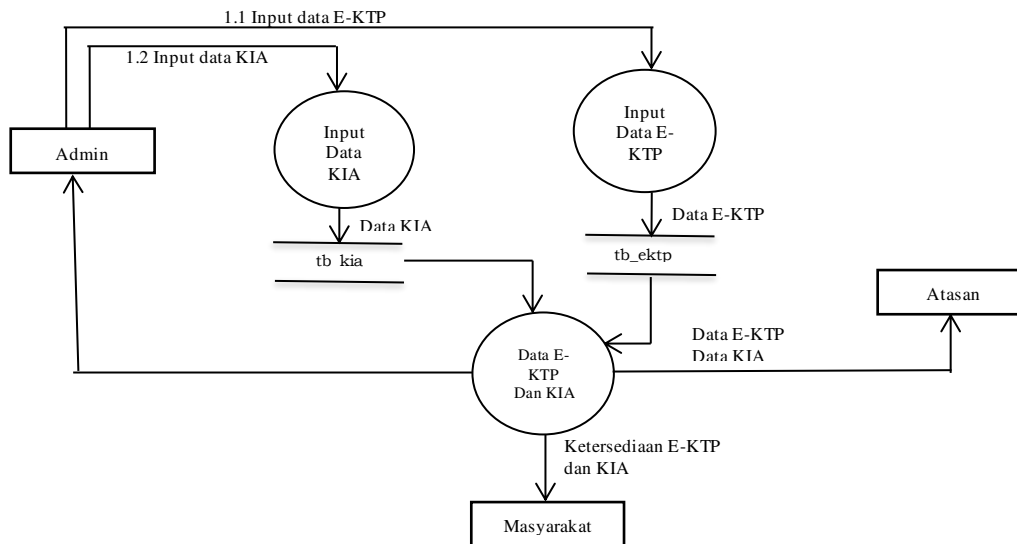 1.1 Input data E-KTP
1.2 Input data KIA
Input
Data
KIA
Input
Data E-
KTP
Admin
Data KIA
Data E-KTP
tb_kia
tb_ektp
Atasan
Data E-KTP
Data KIA
Data E-
KTP
Dan KIA
Ketersediaan E-KTP
dan KIA
Masyarakat